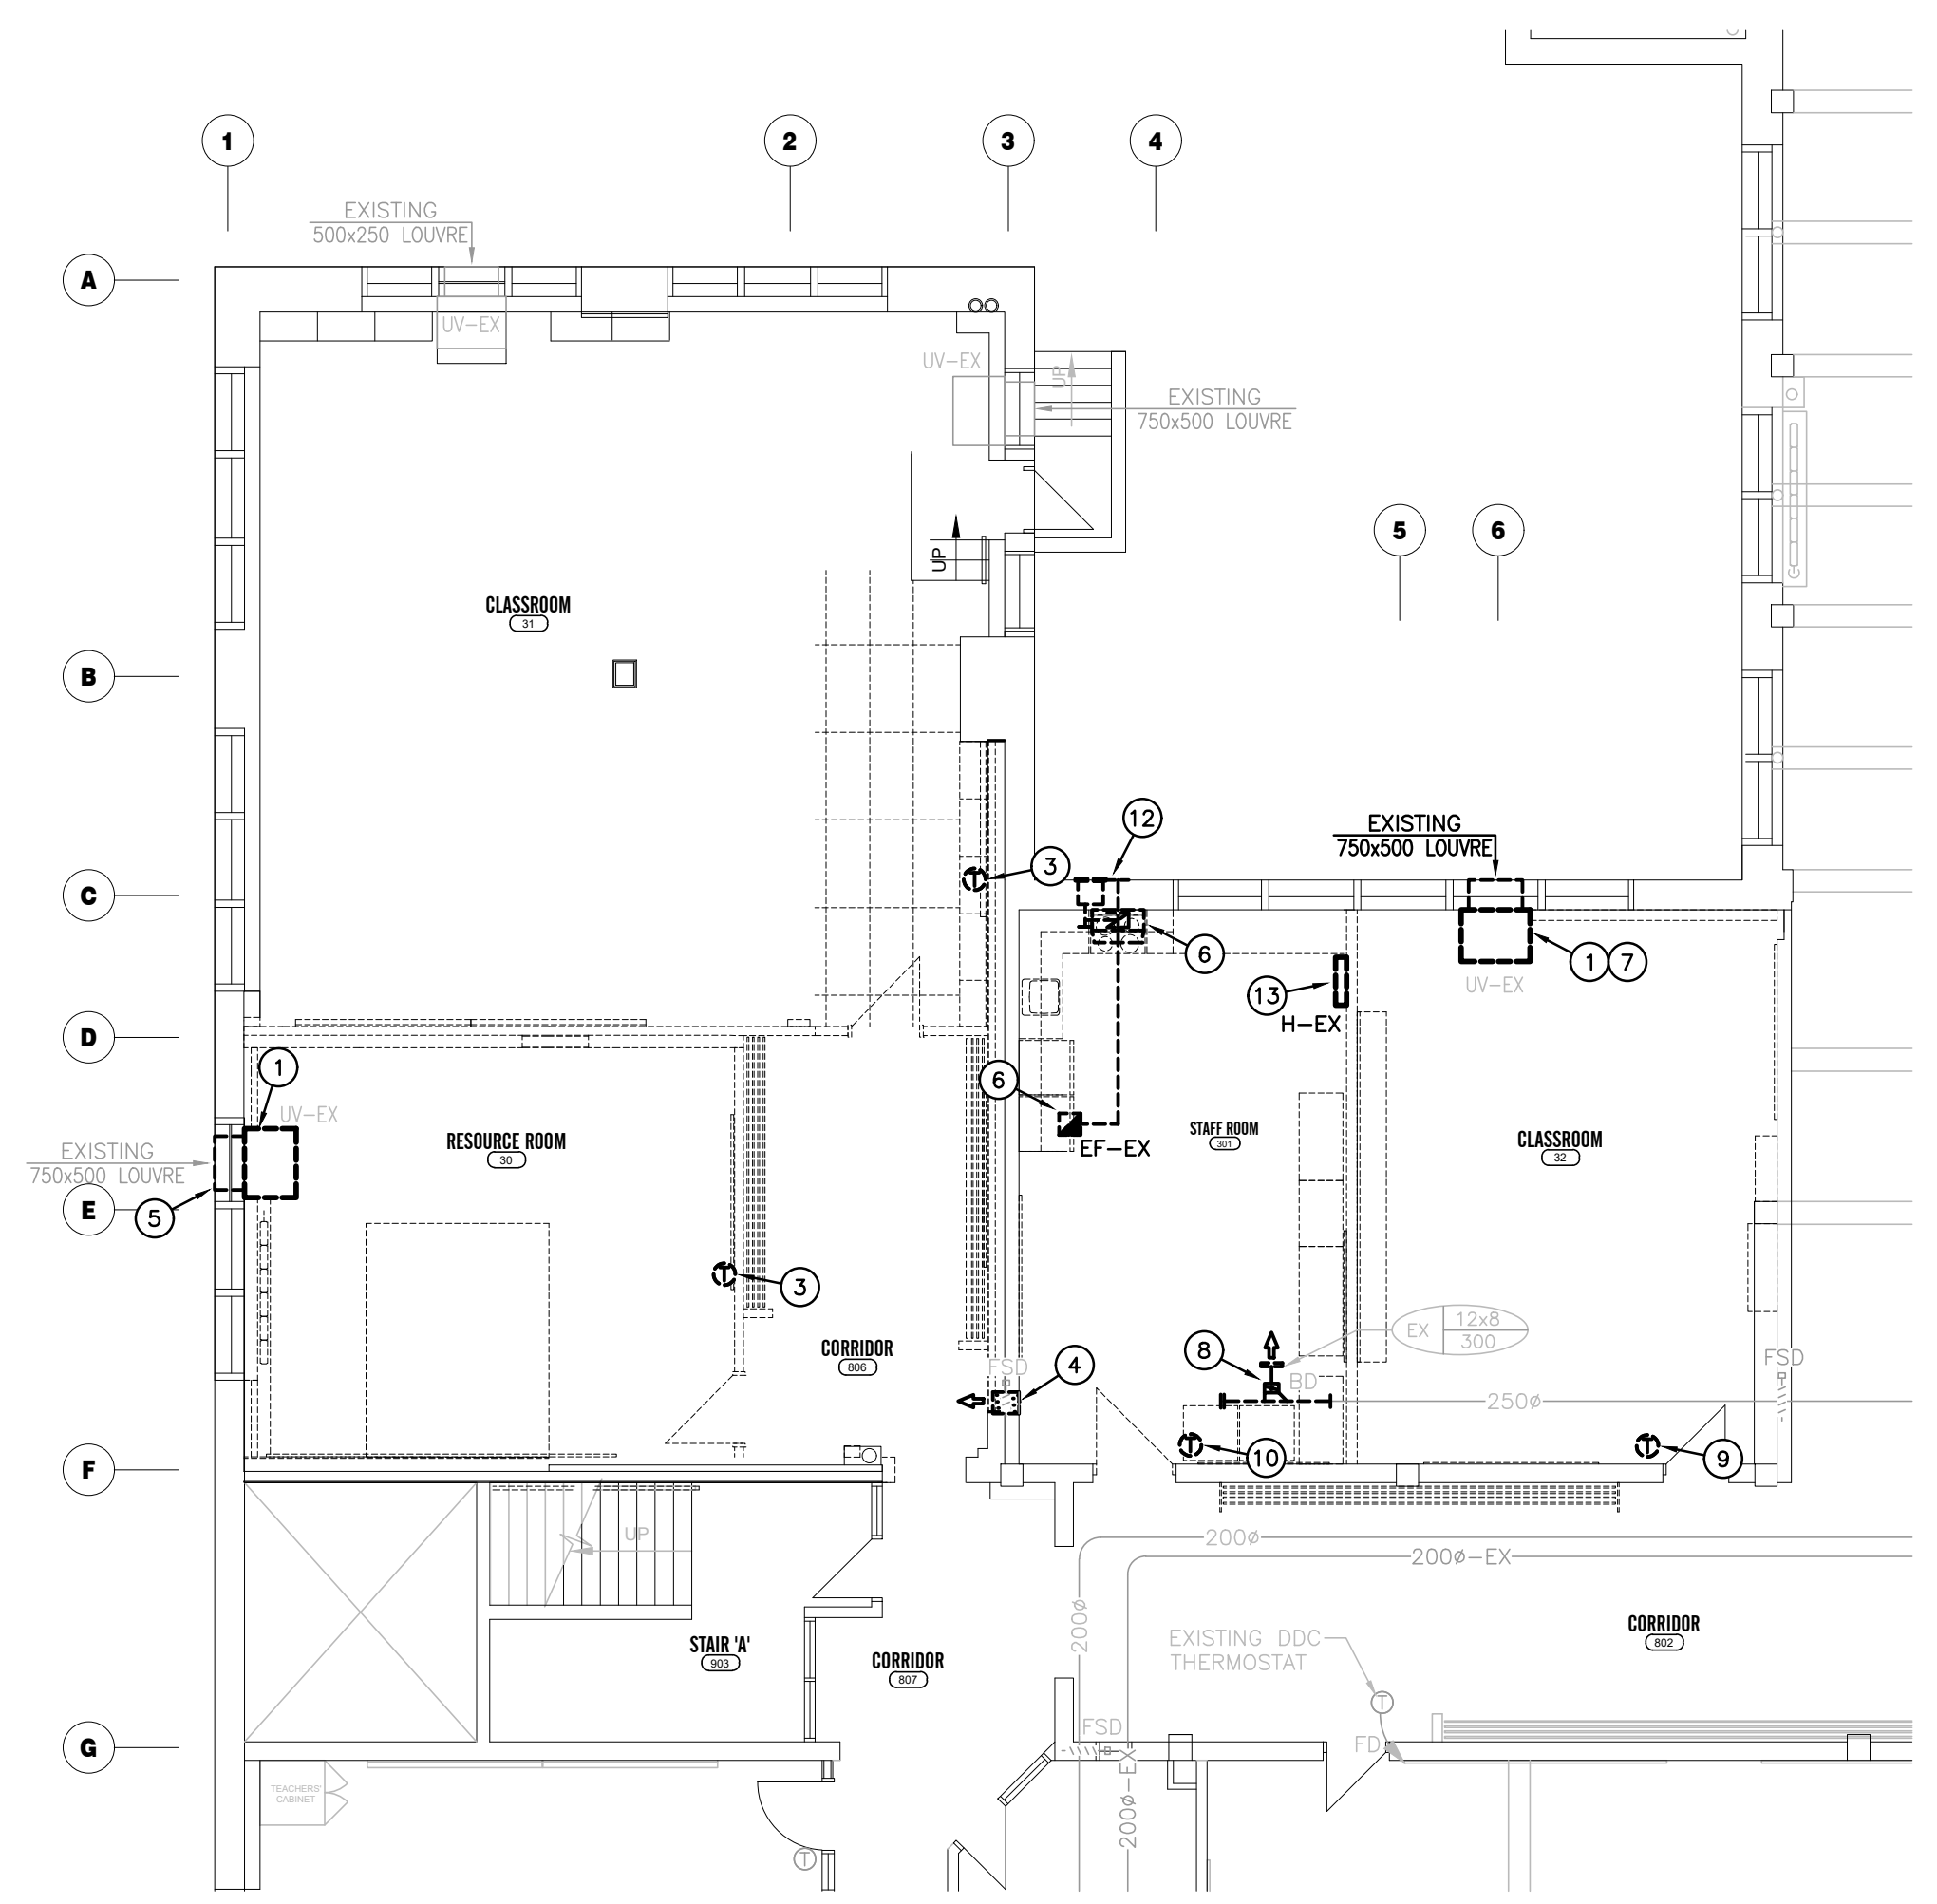 1
2
3
4
EXISTING
500x250 LOUVRE
A
UV-EX
UV-EX
UP
EXISTING
750x500 LOUVRE
UP
5
6
CLASSROOM
31
B
12
EXISTING
750x500 LOUVRE
3
C
6
1
7
13
UV-EX
H-EX
D
1
6
UV-EX
EXISTING
750x500 LOUVRE
RESOURCE ROOM
30
EF-EX
STAFF ROOM
301
CLASSROOM
32
E
5
T
T
3
CORRIDOR
806
FSD
4
8
EX
12x8
300
BD
FSD
250ø
T
10
T
9
F
UP
200ø
200ø-EX
200ø
STAIR 'A'
903
CORRIDOR
807
EXISTING DDC
THERMOSTAT
CORRIDOR
802
T
G
FSD
FD
TEACHERS'
CABINET
200ø-EX
T